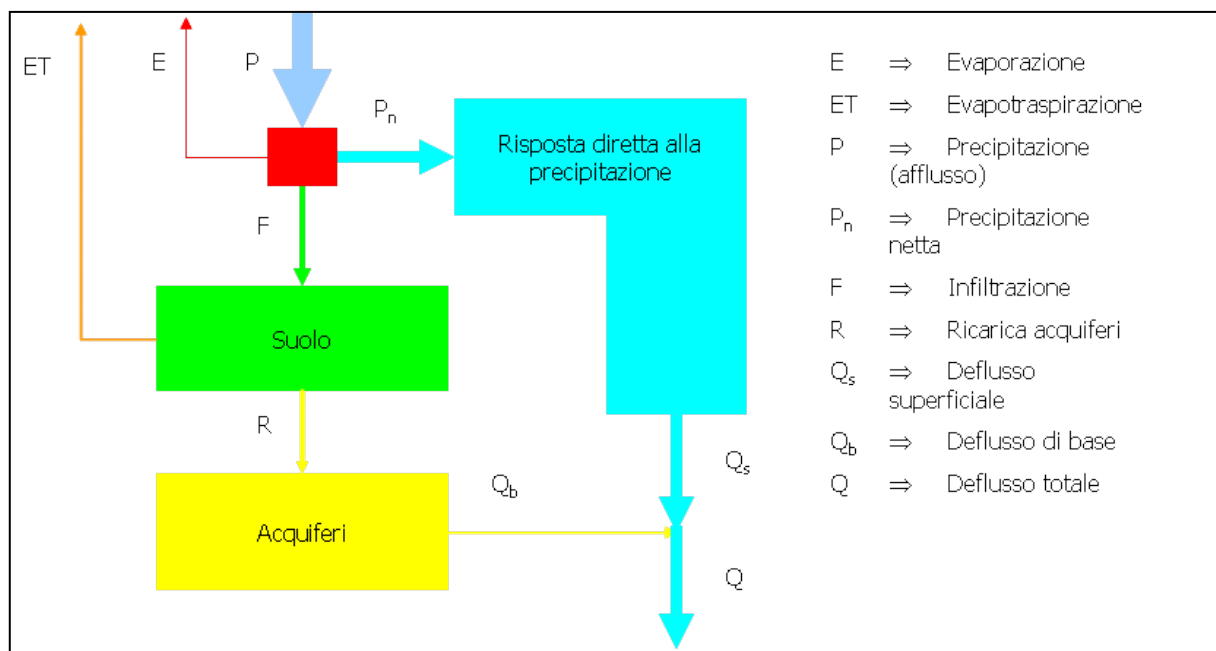 ET
E
P
Pn
Risposta diretta alla
precipitazione
F
Suolo
R
Acquiferi
Qb
Qs
Q
E ⇒ Evaporazione
ET ⇒ Evapotraspirazione
P ⇒ Precipitazione
(afflusso)
Pn ⇒ Precipitazione
netta
F ⇒ Infiltrazione
R ⇒ Ricarica acquiferi
Qs ⇒ Deflusso
superficiale
Qb ⇒ Deflusso di base
Q ⇒ Deflusso totale